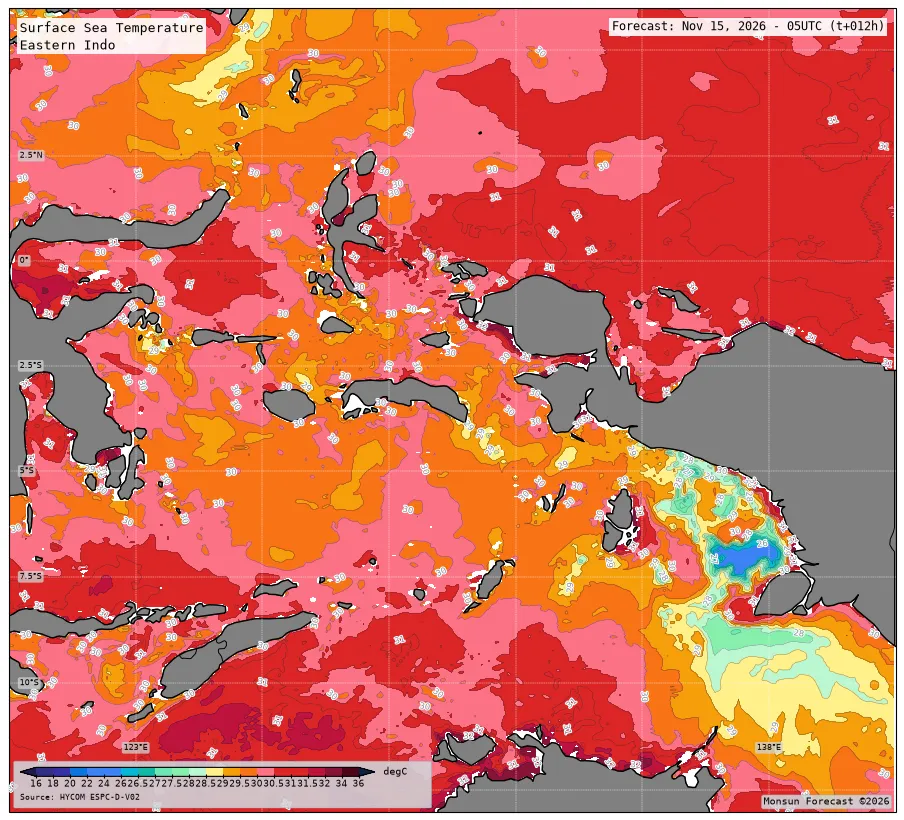 Surface Sea Temperature
Eastern Indo
Forecast: Nov 15, 2026 - 05UTC (t+012h)
2.5°N
0°
2.5°S
5°S
7.5°S
10°S
123°E
138°E
degC
16 18 20 22 24 26 26.5 27 27.5 28 28.5 29 29.5 30 30.5 31 31.5 32 34 36
Source: HYCOM ESPC-D-V02
Monsun Forecast ©2026